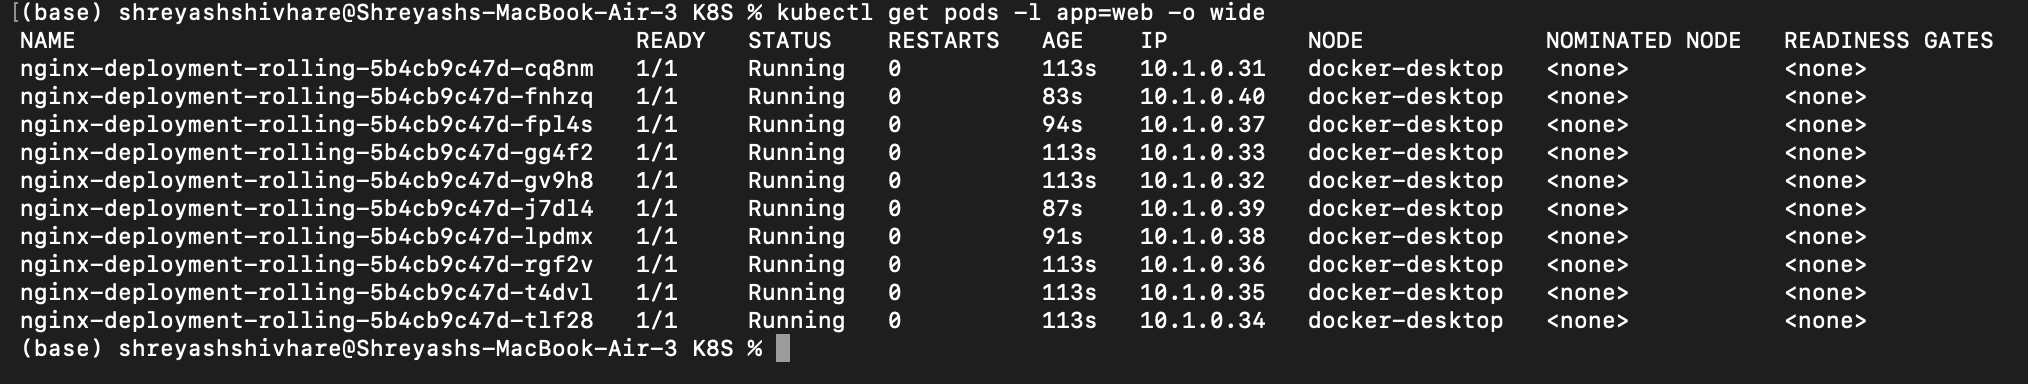 [(base) shreyashshivhare@Shreyashs-MacBook-Air-3 K8S % kubectl get pods -l app=web -o wide
NAME READY STATUS RESTARTS AGE IP NODE NOMINATED NODE READINESS GATES
nginx-deployment-rolling-5b4cb9c47d-cq8nm 1/1 Running 0 113s 10.1.0.31 docker-desktop <none> <none>
nginx-deployment-rolling-5b4cb9c47d-fnhzq 1/1 Running 0 83s 10.1.0.40 docker-desktop <none> <none>
nginx-deployment-rolling-5b4cb9c47d-fpl4s 1/1 Running 0 94s 10.1.0.37 docker-desktop <none> <none>
nginx-deployment-rolling-5b4cb9c47d-gg4f2 1/1 Running 0 113s 10.1.0.33 docker-desktop <none> <none>
nginx-deployment-rolling-5b4cb9c47d-gv9h8 1/1 Running 0 113s 10.1.0.32 docker-desktop <none> <none>
nginx-deployment-rolling-5b4cb9c47d-j7dl4 1/1 Running 0 87s 10.1.0.39 docker-desktop <none> <none>
nginx-deployment-rolling-5b4cb9c47d-lpdmx 1/1 Running 0 91s 10.1.0.38 docker-desktop <none> <none>
nginx-deployment-rolling-5b4cb9c47d-rgf2v 1/1 Running 0 113s 10.1.0.36 docker-desktop <none> <none>
nginx-deployment-rolling-5b4cb9c47d-t4dvl 1/1 Running 0 113s 10.1.0.35 docker-desktop <none> <none>
nginx-deployment-rolling-5b4cb9c47d-tlf28 1/1 Running 0 113s 10.1.0.34 docker-desktop <none> <none>
(base) shreyashshivhare@Shreyashs-MacBook-Air-3 K8S %